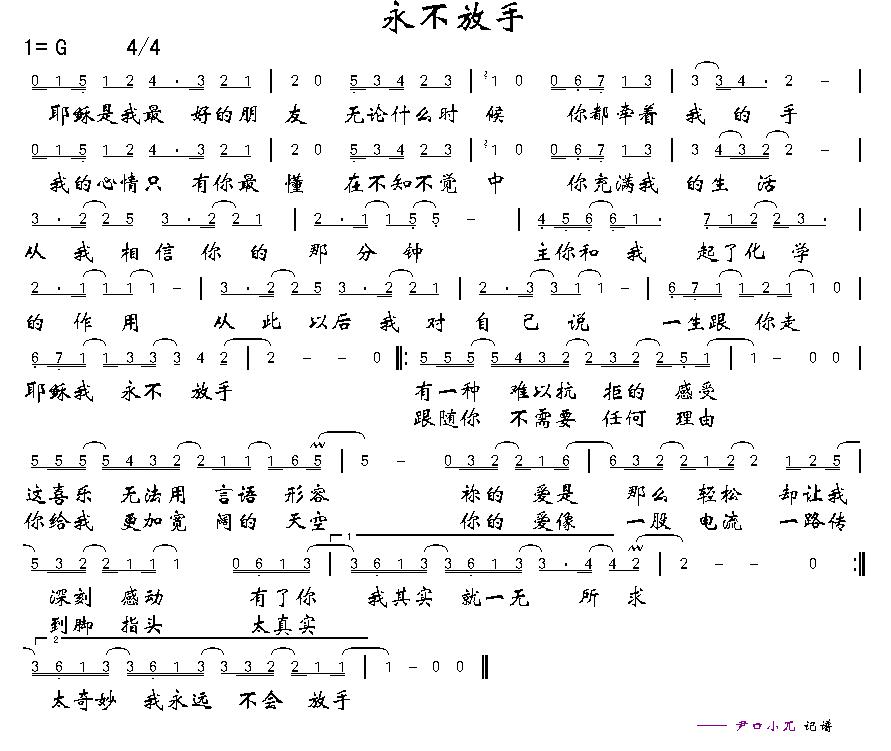 永不放手
1=G 4/4
0 1 5 1 2 4 · 3 2 1 | 2 0 5 3 4 2 3 | 2 1 0 0 6 7 1 3 | 3 3 4 · 2 2 – |
耶稣是我最 好的朋 友 无论什么时 候 你都牵着 我 的 手
0 1 5 1 2 4 · 3 2 1 | 2 0 5 3 4 2 3 | 2 1 0 0 6 7 1 3 | 3 4 3 2 2 – |
我的心情只 有你最 懂 在不知不觉 中 你充满我 的生 活
3 · 2 2 5 3 · 2 2 1 | 2 · 1 1 5 5 – | 4 5 6 6 1 · 7 1 2 2 3 · |
从 我 相信 你 的 那 分 钟 主你和 我 起了化 学
2 · 1 1 1 1 – | 3 · 2 2 5 3 · 2 2 1 | 2 · 3 3 1 1 – | 6 7 1 1 2 1 2 1 1 0 |
的 作 用 从 此 以后 我 对 自 己 说 一生跟 你走
6 7 1 1 3 3 3 4 2 | 2 – – 0 ‖: 5 5 5 5 4 3 2 2 3 2 2 5 1 | 1 – 0 0 |
耶稣我 永不 放手 有一种 难以抗 拒的 感受
跟随你 不需要 任何 理由
5 5 5 5 4 3 2 2 1 1 1 6 5 | 5 – 0 3 2 2 1 6 | 6 3 2 2 1 2 2 1 2 5 |
这喜乐 无法用 言语 形容 祢的 爱是 那么 轻松 却让我
你给我 更加宽 阔的 天空 你的 爱像 一股 电流 一路传
5 3 2 2 1 1 1 0 6 1 3 | 1 3 6 1 3 3 6 1 3 3 · 4 4 2 | 2 – – 0 :‖
深刻 感动 有了你 我其实 就一无 所 求
到脚 指头 太真实
2 3 6 1 3 3 6 1 3 3 3 2 2 1 1 | 1 – 0 0 ‖
太奇妙 我永远 不会 放手
—— 尹口小兀 记谱